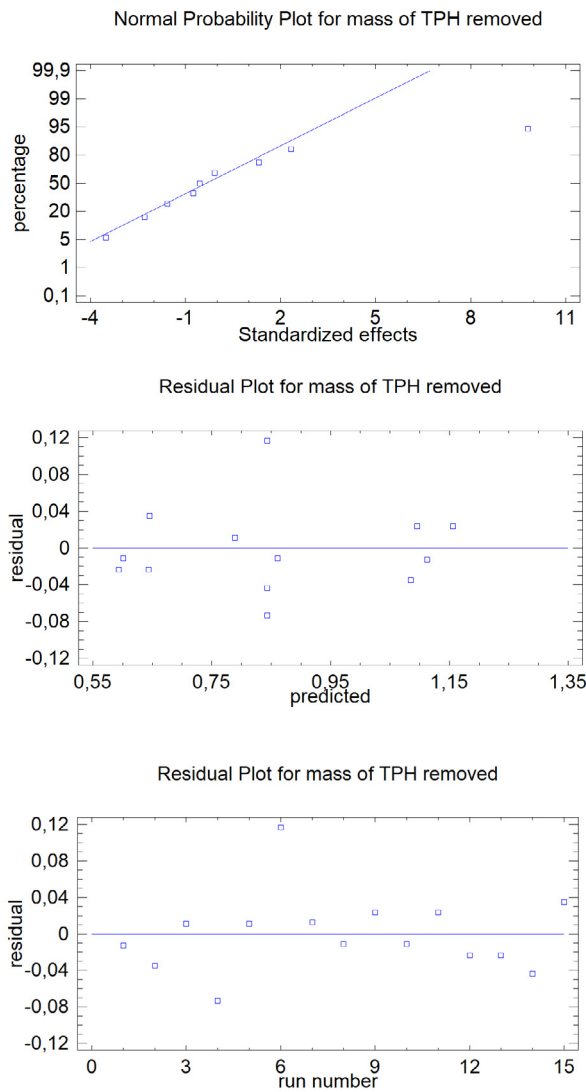 Normal Probability Plot for mass of TPH removed
99,9
99
95
80
50
20
5
1
0,1
percentage
-4 -1 2 5 8 11
Standardized effects
Residual Plot for mass of TPH removed
0,12
0,08
0,04
0
-0,04
-0,08
-0,12
residual
0,55 0,75 0,95 1,15 1,35
predicted
Residual Plot for mass of TPH removed
0,12
0,08
0,04
0
-0,04
-0,08
-0,12
residual
0 3 6 9 12 15
run number